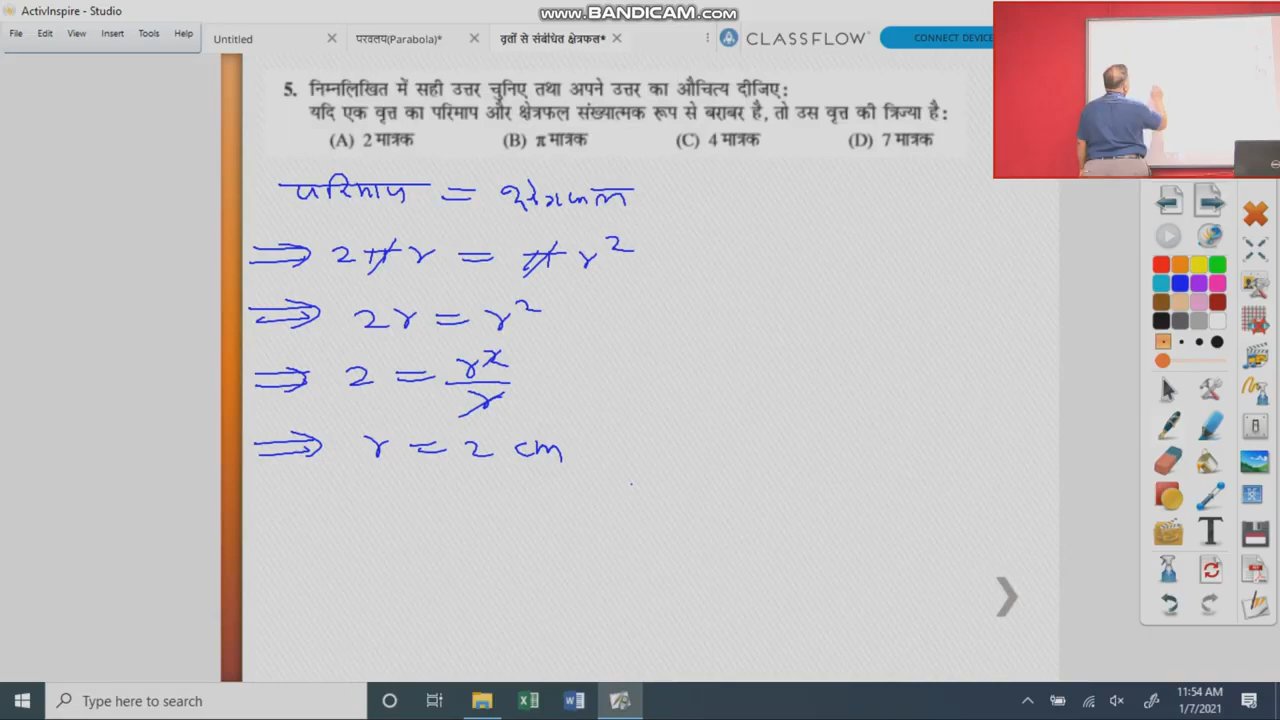 ActivInspire - Studio
www.BANDICAM.com
File Edit View Insert Tools Help
Untitled
परवलय(Parabola)*
वृतों से संबंधित क्षेत्रफल*
CLASSFLOW
CONNECT DEVICE
5. निम्नलिखित में सही उत्तर चुनिए तथा अपने उत्तर का औचित्य दीजिए:
यदि एक वृत्त का परिमाप और क्षेत्रफल संख्यात्मक रूप से बराबर है, तो उस वृत्त की त्रिज्या है:
(A) 2 मात्रक (B) π मात्रक (C) 4 मात्रक (D) 7 मात्रक
परिमाप = क्षेत्रफल
⟹ 2πr = πr²
⟹ 2r = r²
⟹ 2 = r²/r
⟹ r = 2 cm
Type here to search
11:54 AM
1/7/2021